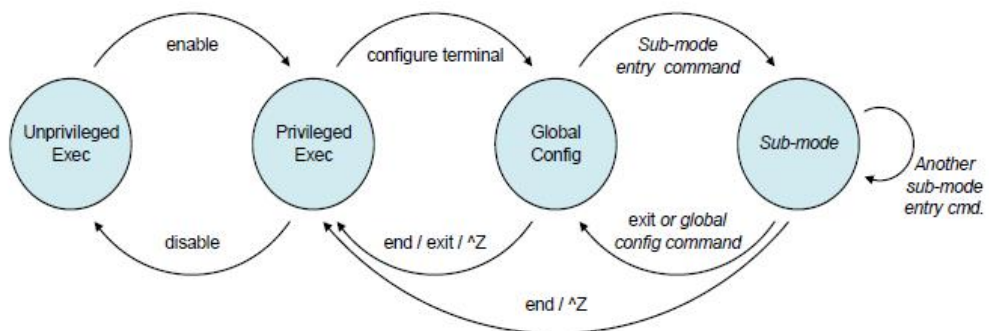 enable
configure terminal
Sub-mode
entry command
Unprivileged
Exec
Privileged
Exec
Global
Config
Sub-mode
Another
sub-mode
entry cmd.
disable
end / exit / ^Z
exit or global
config command
end / ^Z